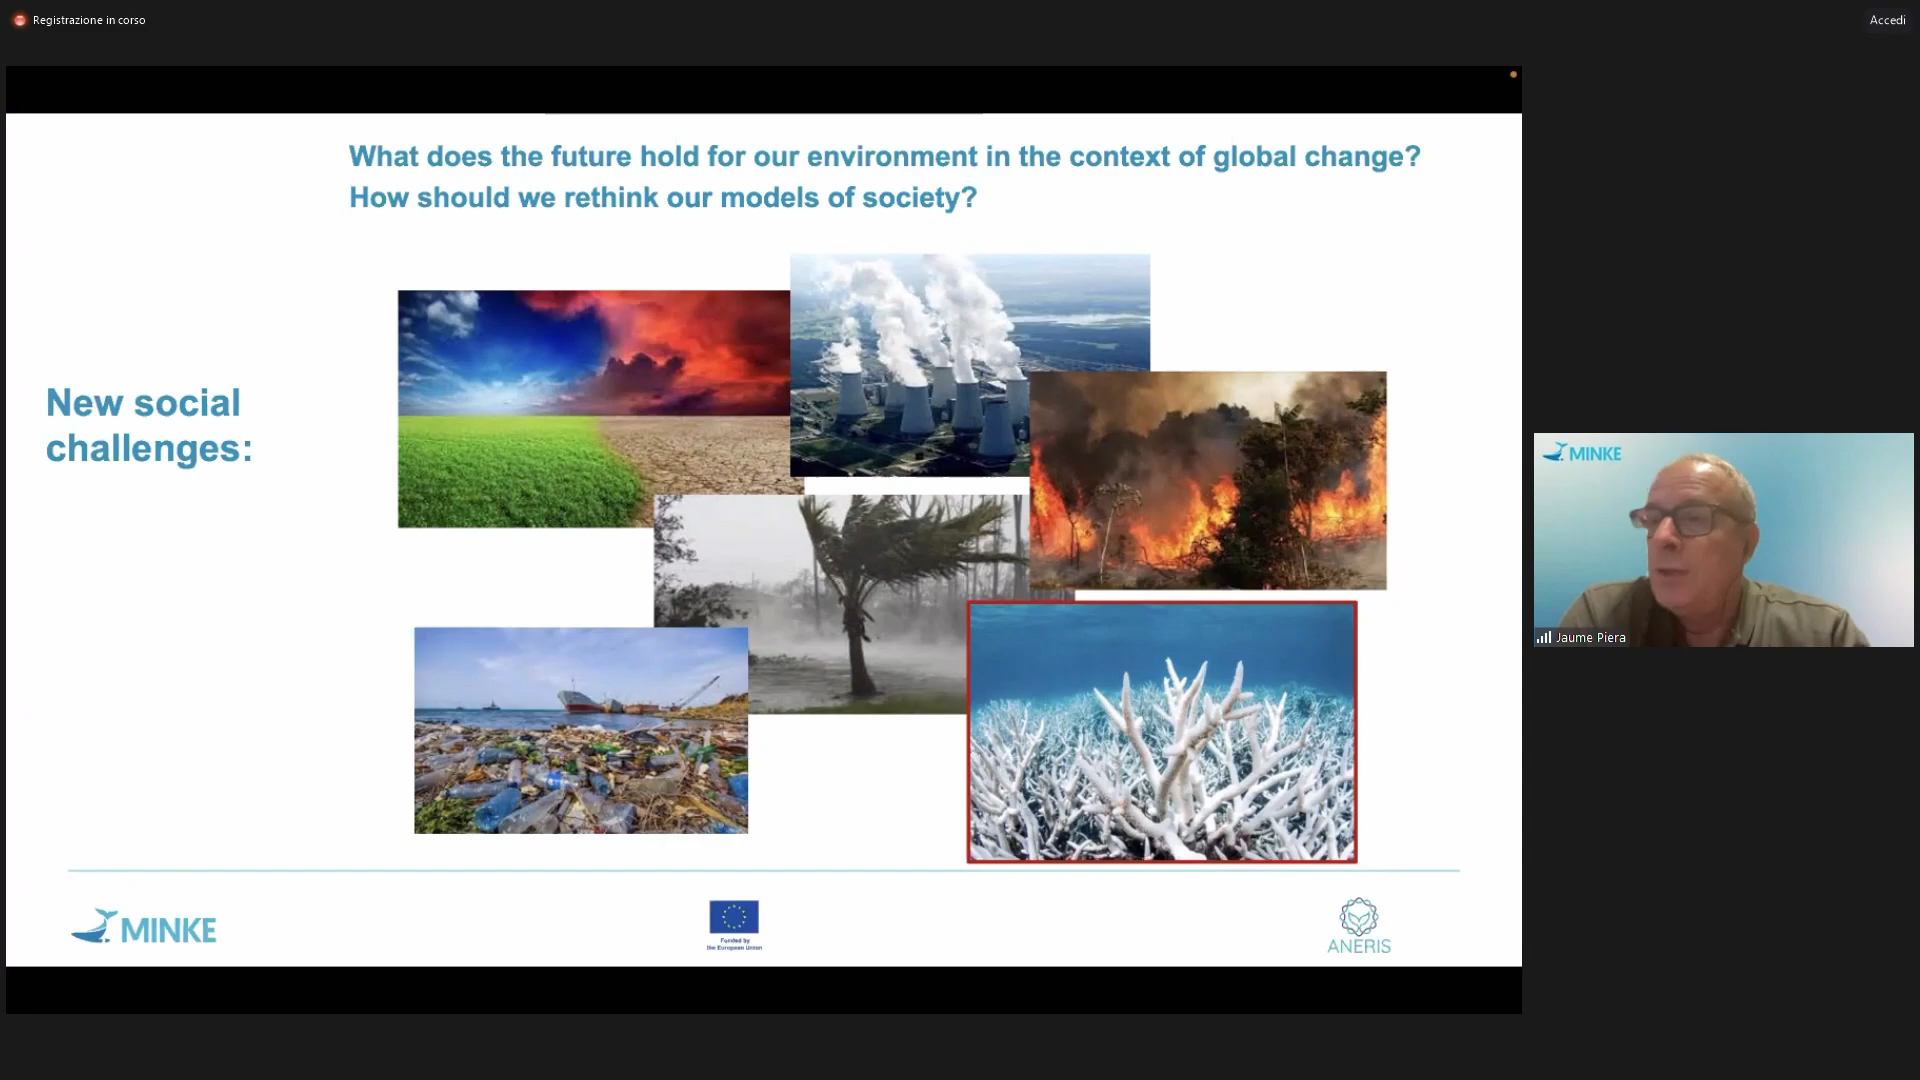 Registrazione in corso
Accedi
What does the future hold for our environment in the context of global change?
How should we rethink our models of society?
New social
challenges:
MINKE
Jaume Piera
MINKE
Funded by
the European Union
ANERIS